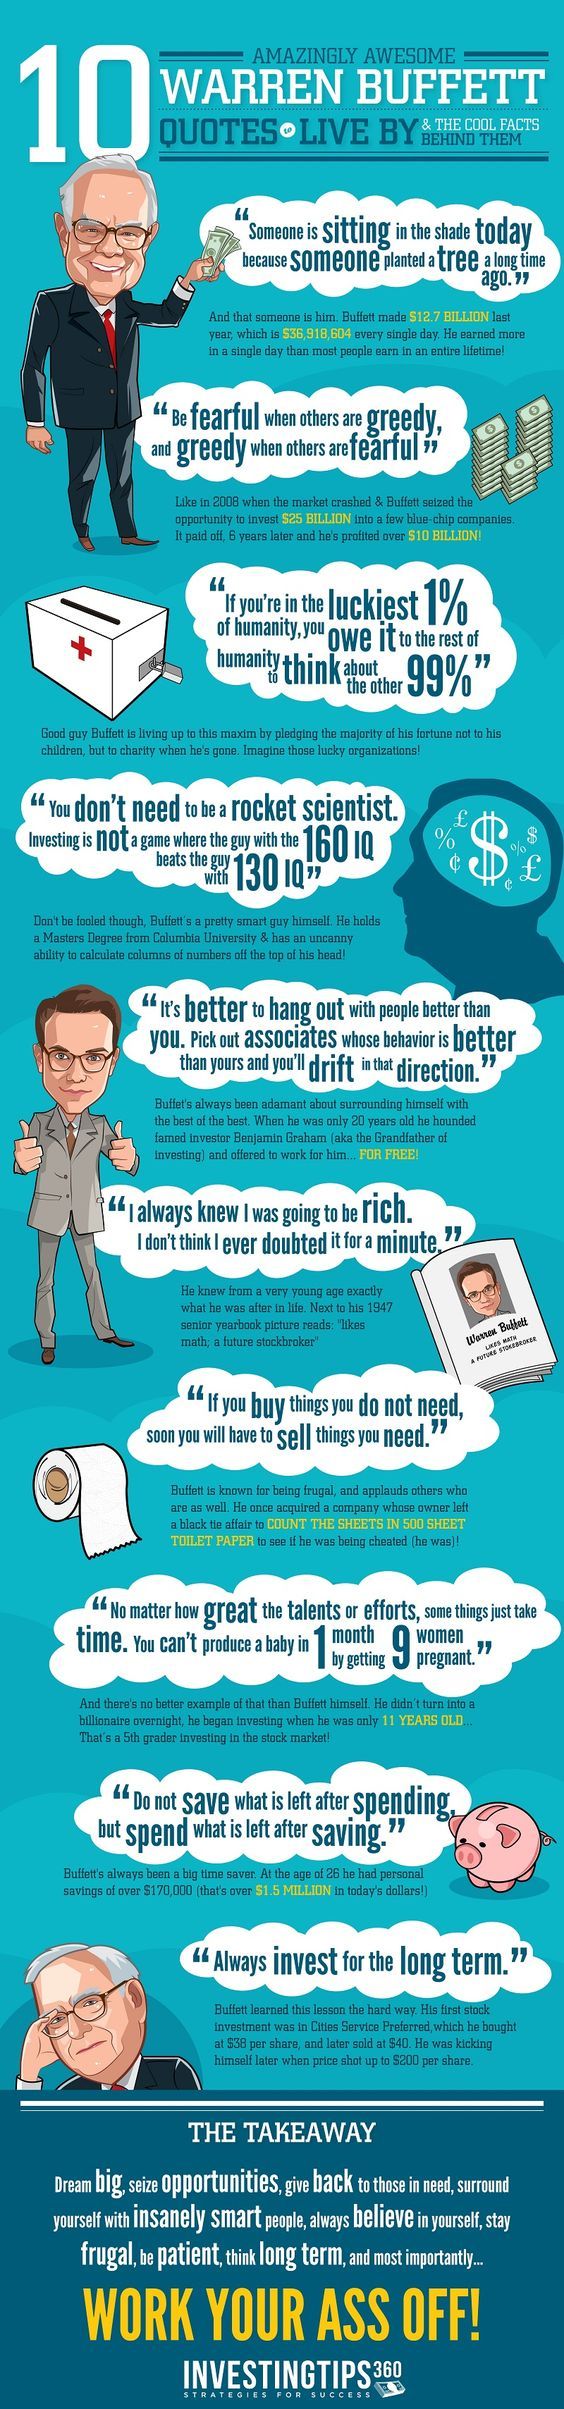 10
AMAZINGLY AWESOME
WARREN BUFFETT
QUOTES to LIVE BY & THE COOL FACTS
BEHIND THEM
“Someone is sitting in the shade today
because someone planted a tree a long time
ago.”
And that someone is him. Buffett made $12.7 BILLION last
year, which is $36,918,604 every single day. He earned more
in a single day than most people earn in an entire lifetime!
“Be fearful when others are greedy,
and greedy when others are fearful”
Like in 2008 when the market crashed & Buffett seized the
opportunity to invest $25 BILLION into a few blue-chip companies.
It paid off, 6 years later and he's profited over $10 BILLION!
“If you're in the luckiest 1%
of humanity, you owe it to the rest of
humanity to think about
the other 99%”
Good guy Buffett is living up to this maxim by pledging the majority of his fortune not to his
children, but to charity when he's gone. Imagine those lucky organizations!
“You don't need to be a rocket scientist.
Investing is not a game where the guy with the 160 IQ
beats the guy
with 130 IQ”
Don't be fooled though, Buffett's a pretty smart guy himself. He holds
a Masters Degree from Columbia University & has an uncanny
ability to calculate columns of numbers off the top of his head!
“It's better to hang out with people better than
you. Pick out associates whose behavior is better
than yours and you'll drift in that direction.”
Buffet's always been adamant about surrounding himself with
the best of the best. When he was only 20 years old he hounded
famed investor Benjamin Graham (aka the Grandfather of
investing) and offered to work for him... FOR FREE!
“I always knew I was going to be rich.
I don't think I ever doubted it for a minute.”
He knew from a very young age exactly
what he was after in life. Next to his 1947
senior yearbook picture reads: "likes
math; a future stockbroker"
Warren Buffett
LIKES MATH
A FUTURE STOKEBROKER
“If you buy things you do not need,
soon you will have to sell things you need.”
Buffett is known for being frugal, and applauds others who
are as well. He once acquired a company whose owner left
a black tie affair to COUNT THE SHEETS IN 500 SHEET
TOILET PAPER to see if he was being cheated (he was)!
“No matter how great the talents or efforts, some things just take
time. You can't produce a baby in 1 month
by getting 9 women
pregnant.”
And there's no better example of that than Buffett himself. He didn't turn into a
billionaire overnight, he began investing when he was only 11 YEARS OLD...
That's a 5th grader investing in the stock market!
“Do not save what is left after spending,
but spend what is left after saving.”
Buffett's always been a big time saver. At the age of 26 he had personal
savings of over $170,000 (that's over $1.5 MILLION in today's dollars!)
“Always invest for the long term.”
Buffett learned this lesson the hard way. His first stock
investment was in Cities Service Preferred,which he bought
at $38 per share, and later sold at $40. He was kicking
himself later when price shot up to $200 per share.
THE TAKEAWAY
Dream big, seize opportunities, give back to those in need, surround
yourself with insanely smart people, always believe in yourself, stay
frugal, be patient, think long term, and most importantly...
WORK YOUR ASS OFF!
INVESTINGTIPS360
STRATEGIES FOR SUCCESS